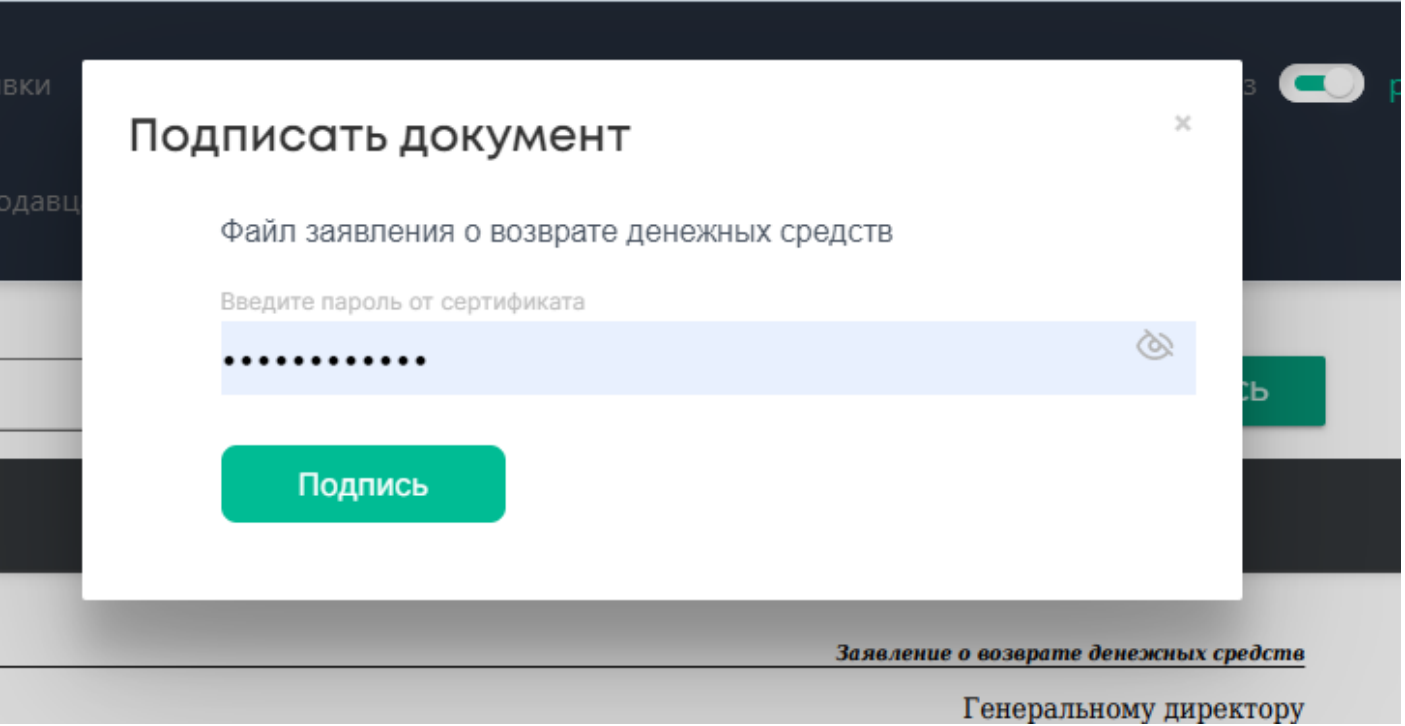 Подписать документ
×
Файл заявления о возврате денежных средств
Введите пароль от сертификата
••••••••••••
Подпись
Заявление о возврате денежных средств
Генеральному директору